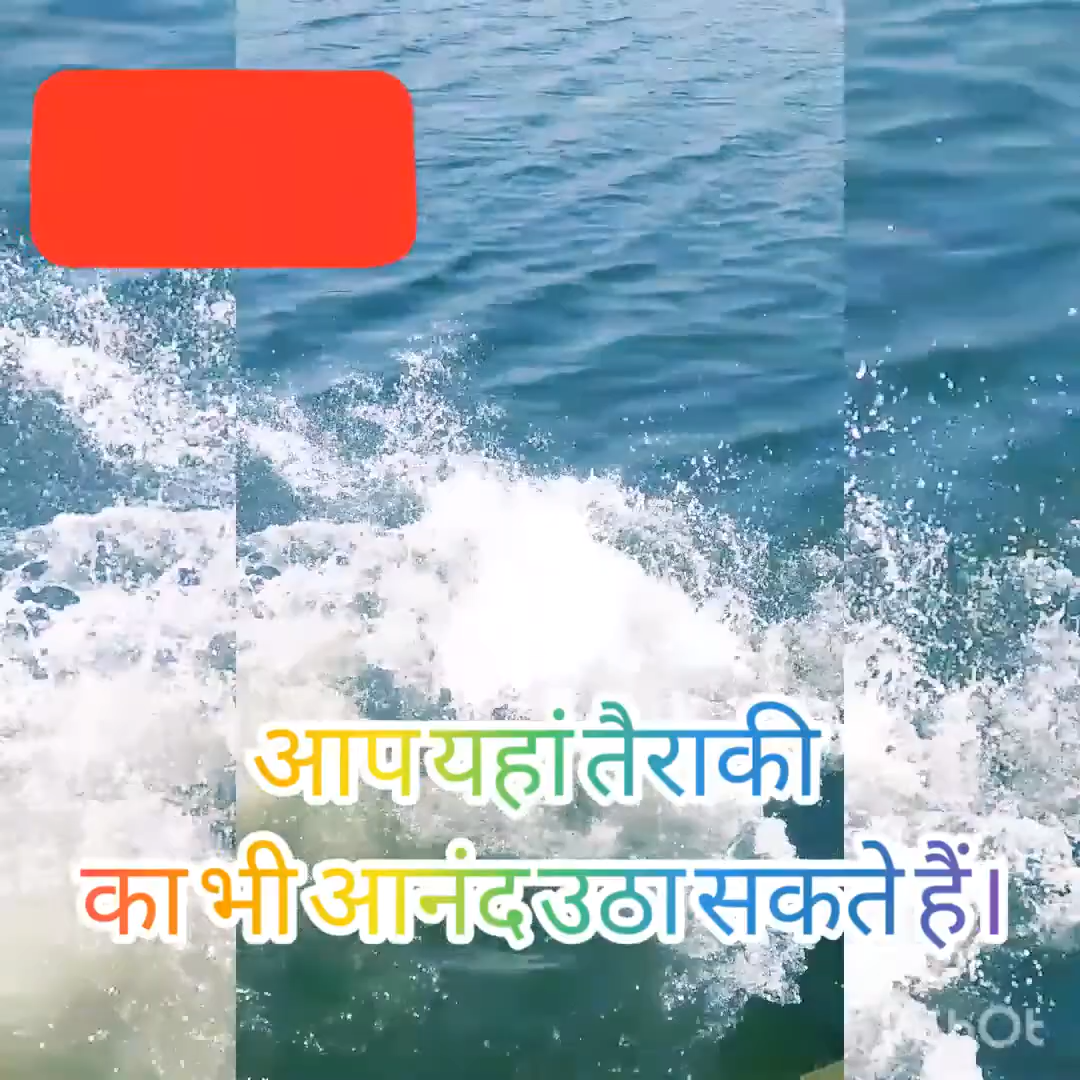 आप यहां तैराकी
का भी आनंद उठा सकते हैं।